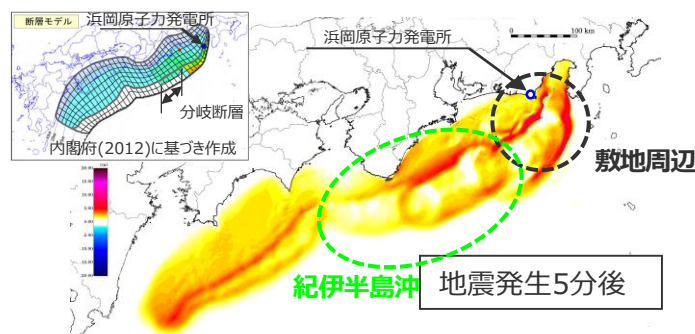 断層モデル
浜岡原子力発電所
分岐断層
内閣府(2012)に基づき作成
浜岡原子力発電所
0 100 km
敷地周辺
紀伊半島沖
地震発生5分後